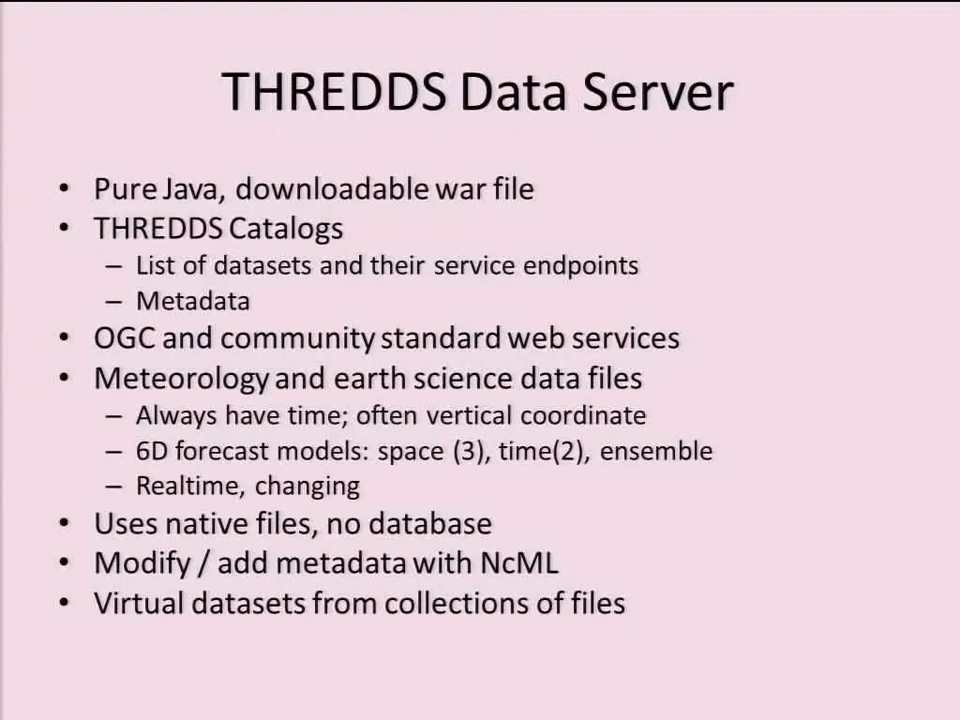 THREDDS Data Server
• Pure Java, downloadable war file
• THREDDS Catalogs
– List of datasets and their service endpoints
– Metadata
• OGC and community standard web services
• Meteorology and earth science data files
– Always have time; often vertical coordinate
– 6D forecast models: space (3), time(2), ensemble
– Realtime, changing
• Uses native files, no database
• Modify / add metadata with NcML
• Virtual datasets from collections of files